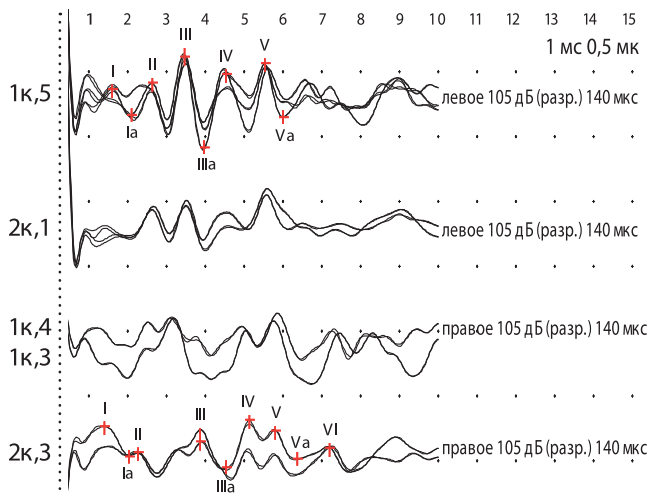 1 2 3 4 5 6 7 8 9 10 11 12 13 14 15
1 мс 0,5 мк
I II III IV V
1к,5
левое 105 дБ (разр.) 140 мкс
Ia IIIa Va
2к,1
левое 105 дБ (разр.) 140 мкс
1к,4
правое 105 дБ (разр.) 140 мкс
1к,3
I II III IV V Va VI
2к,3
правое 105 дБ (разр.) 140 мкс
Ia IIIa